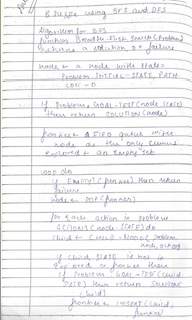 8 Puzzle using BFS and DFS
Algorithm for BFS
function Breadth-First Search (Problem)
returns a solution, or failure
node ← a node with State =
Problem INITIAL-STATE, PATH
COST = 0
if Problem GOAL-TEST (node STATE)
then return SOLUTION (node)
frontier ← a FIFO queue with
node as the only element
explored ← an empty set
loop do
if EMPTY? (frontier) then return
failure
node ← POP (frontier)
for each action in problem
ACTIONS (node STATE) do
child ← CHILD-NODE (problem
node, action)
if child STATE is not in
explored or frontier then
if Problem GOAL-TEST (child
STATE) then return solution
(child)
frontier ← INSERT (child,
frontier)